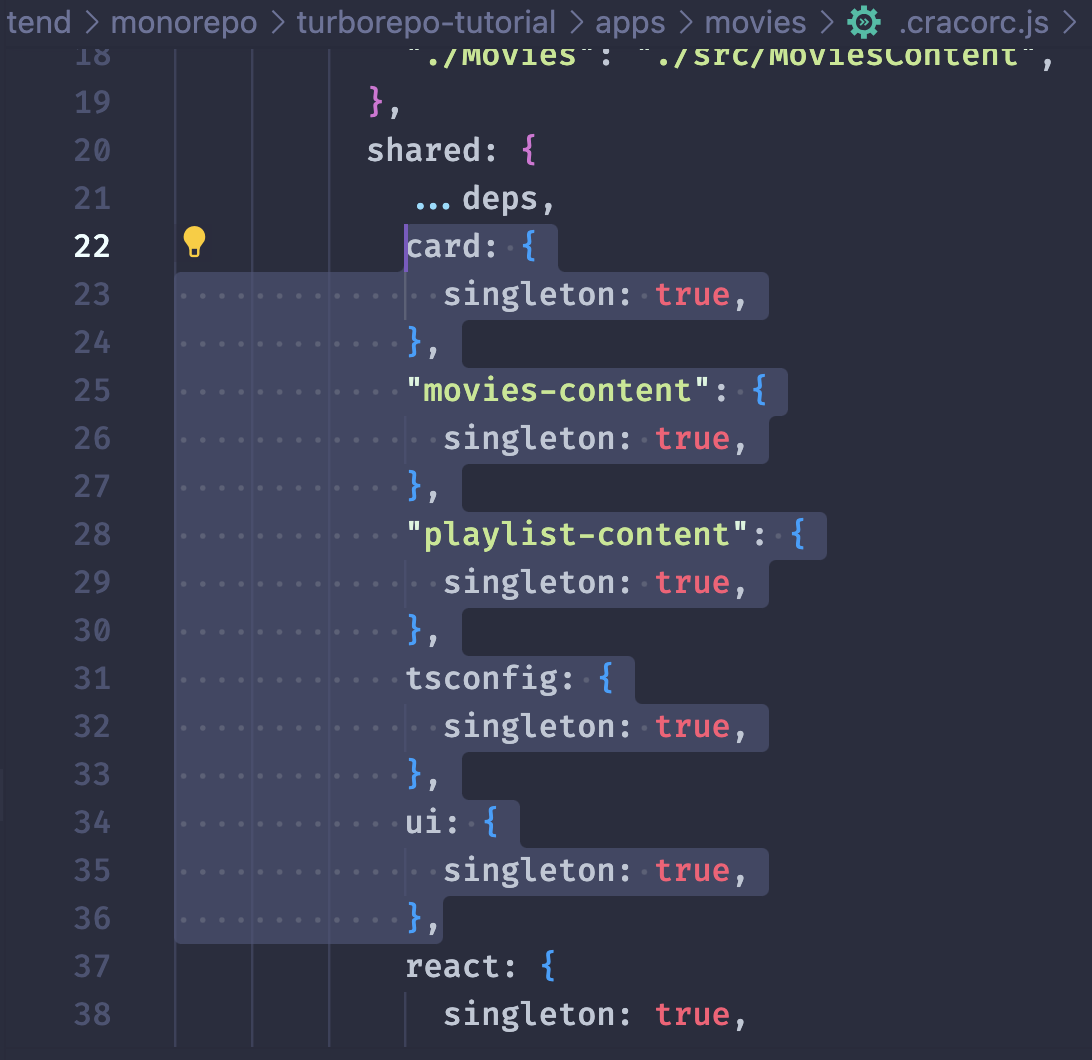 tend > monorepo > turborepo-tutorial > apps > movies > .cracorc.js >
18 "./Movies": "./src/MoviesContent",
19 },
20 shared: {
21 ...deps,
22 card: {
23 singleton: true,
24 },
25 "movies-content": {
26 singleton: true,
27 },
28 "playlist-content": {
29 singleton: true,
30 },
31 tsconfig: {
32 singleton: true,
33 },
34 ui: {
35 singleton: true,
36 },
37 react: {
38 singleton: true,